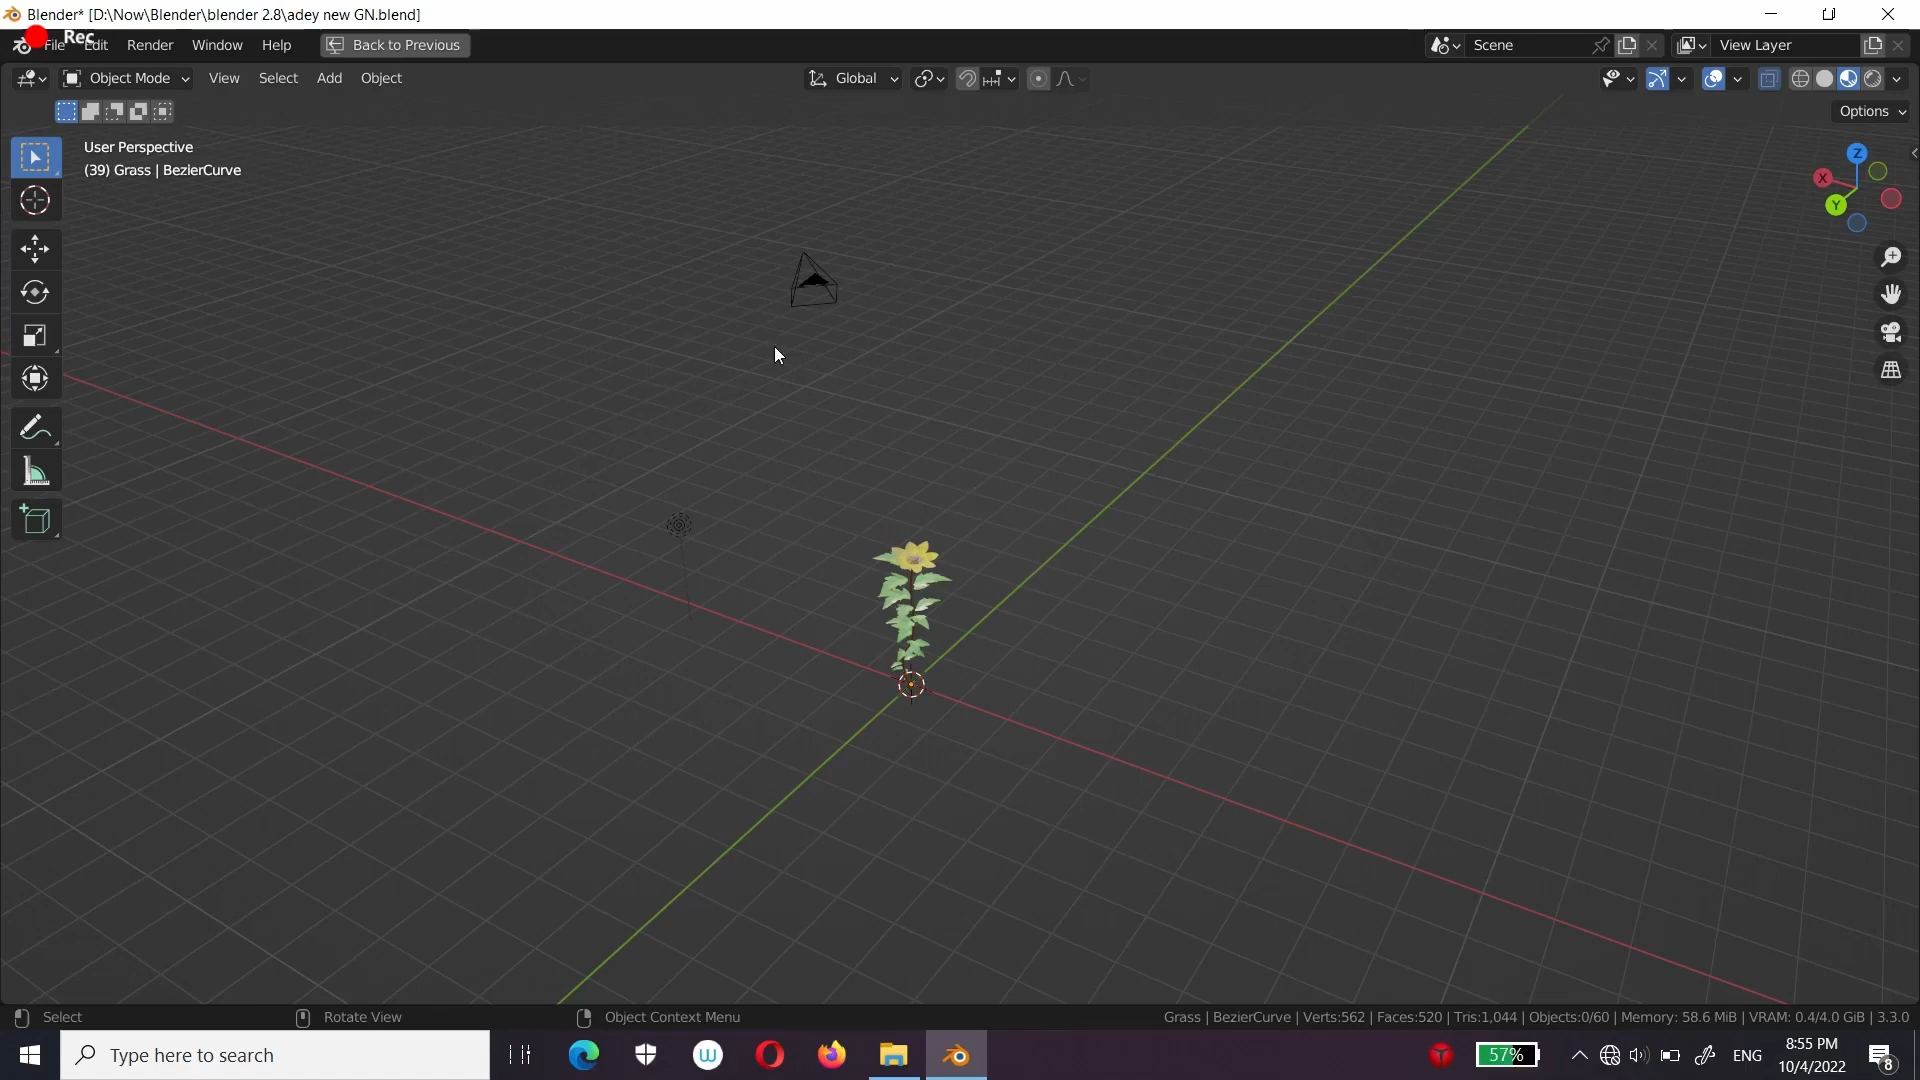 Blender* [D:\Now\Blender\blender 2.8\adey new GN.blend]
Rec
File Edit Render Window Help Back to Previous Scene View Layer
Object Mode View Select Add Object Global
Options
User Perspective
(39) Grass | BezierCurve
Z
X
Y
Select Rotate View Object Context Menu Grass | BezierCurve | Verts:562 | Faces:520 | Tris:1,044 | Objects:0/60 | Memory: 58.6 MiB | VRAM: 0.4/4.0 GiB | 3.3.0
Type here to search 57% ENG 8:55 PM
10/4/2022 8